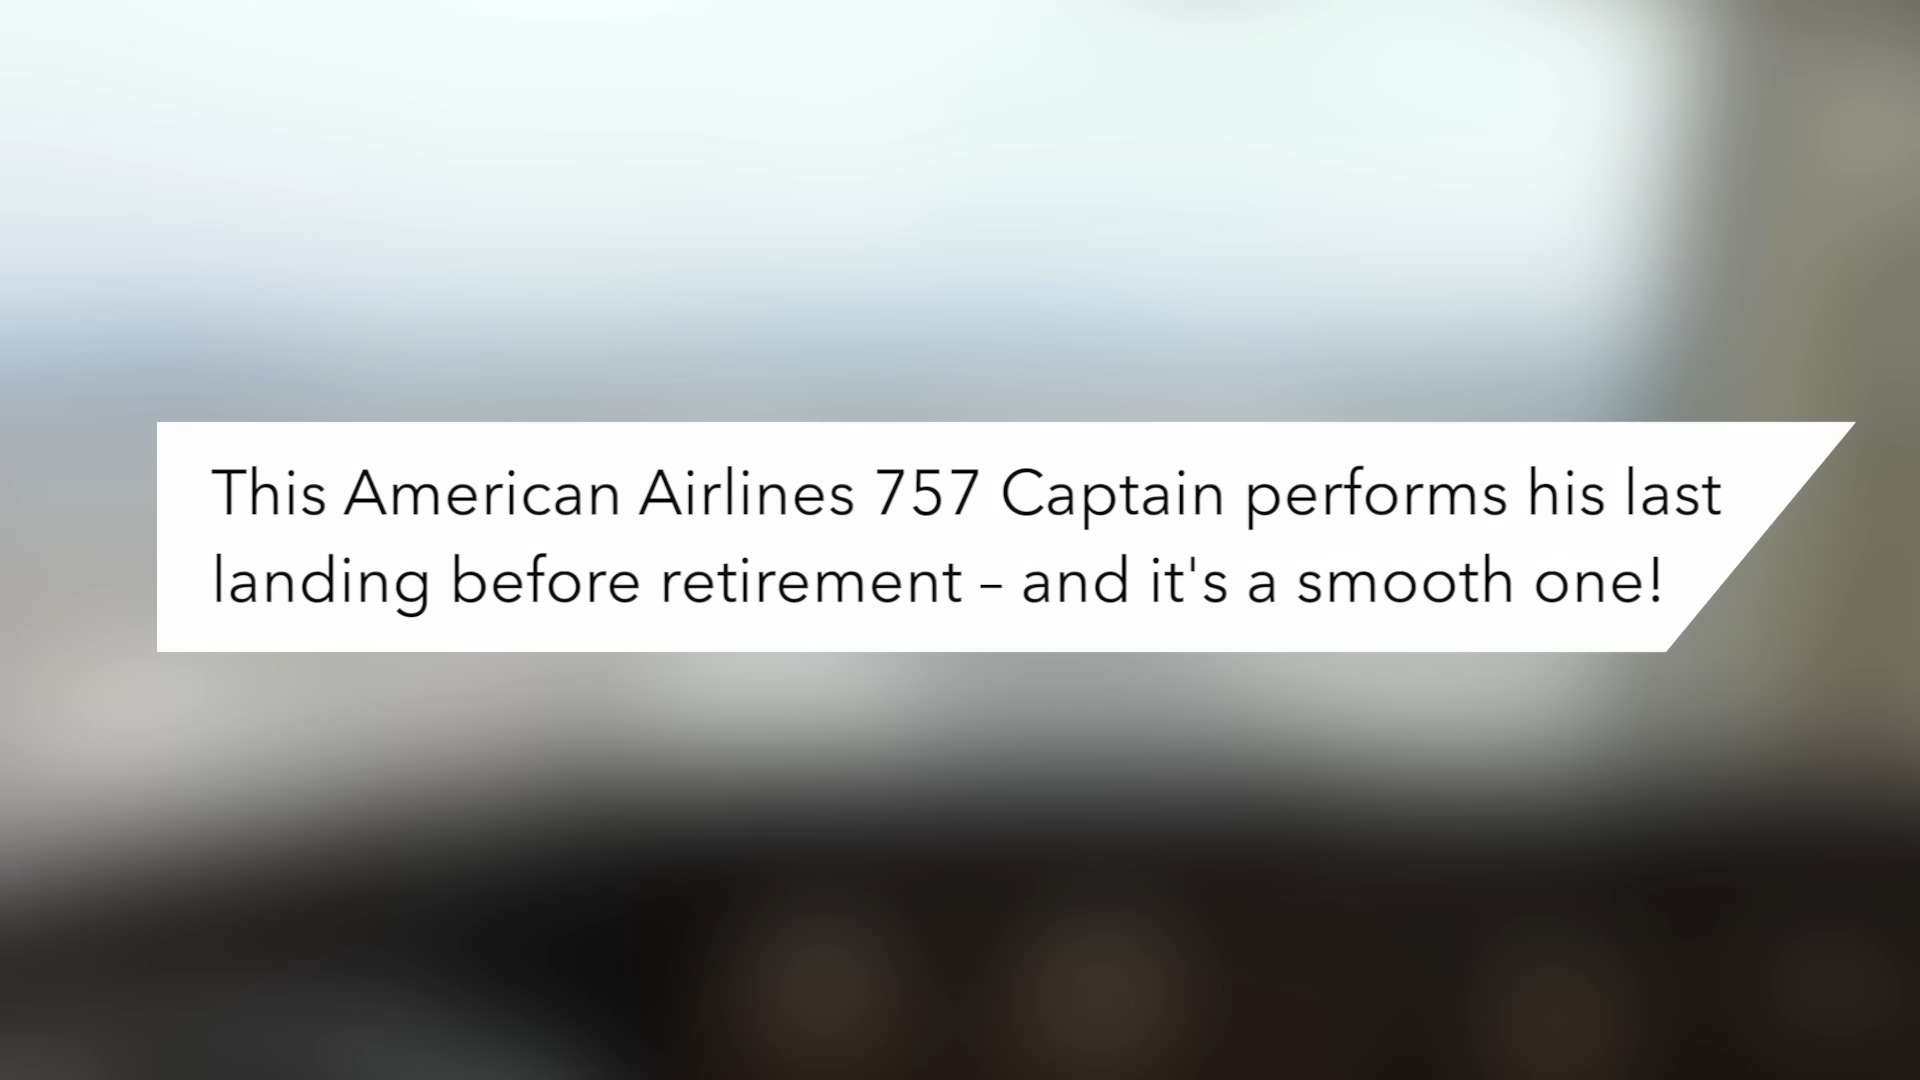 This American Airlines 757 Captain performs his last
landing before retirement – and it's a smooth one!